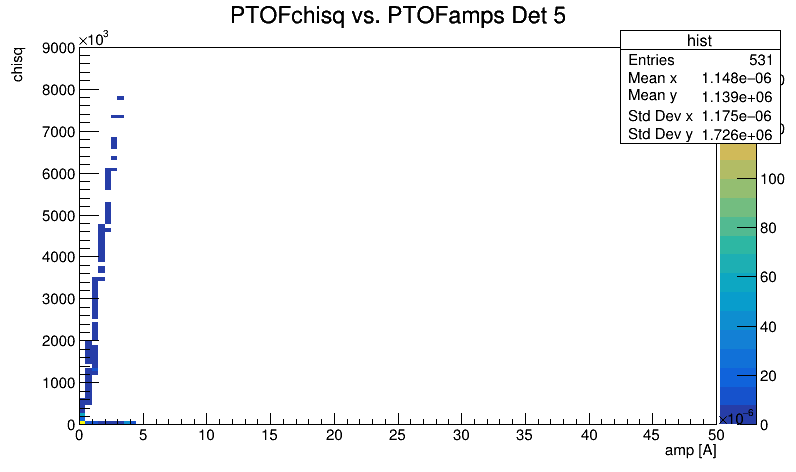 PTOFchisq vs. PTOFamps Det 5
hist
Entries 531
Mean x 1.148e−06
Mean y 1.139e+06
Std Dev x 1.175e−06
Std Dev y 1.726e+06
×10³
chisq
9000
8000
7000
6000
5000
4000
3000
2000
1000
0
0 5 10 15 20 25 30 35 40 45 50
×10⁻⁶
amp [A]
100
80
60
40
20
0